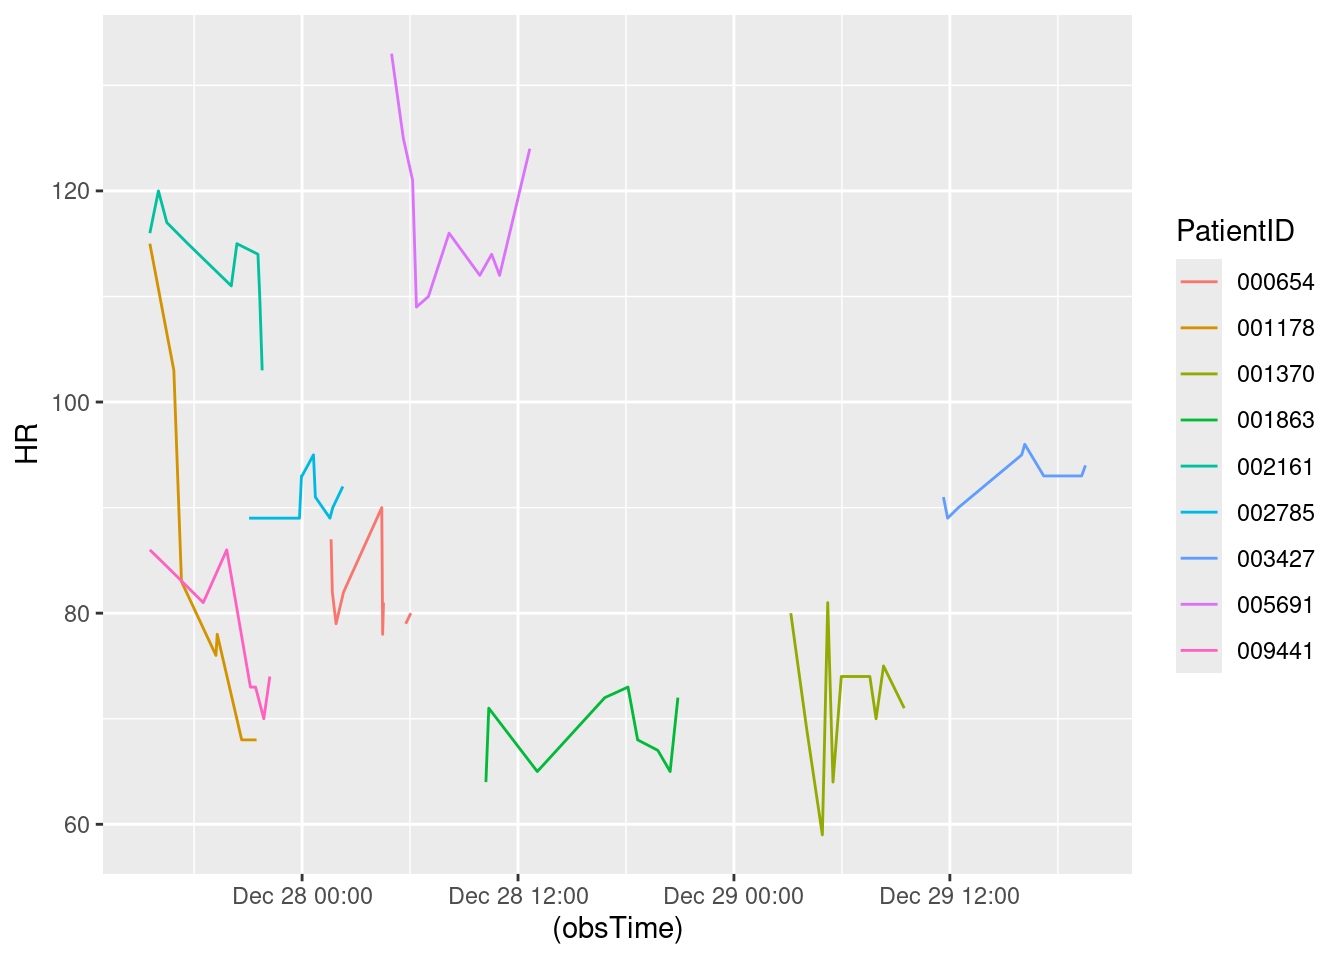 120
100
80
60
HR
Dec 28 00:00
Dec 28 12:00
Dec 29 00:00
Dec 29 12:00
(obsTime)
PatientID
000654
001178
001370
001863
002161
002785
003427
005691
009441